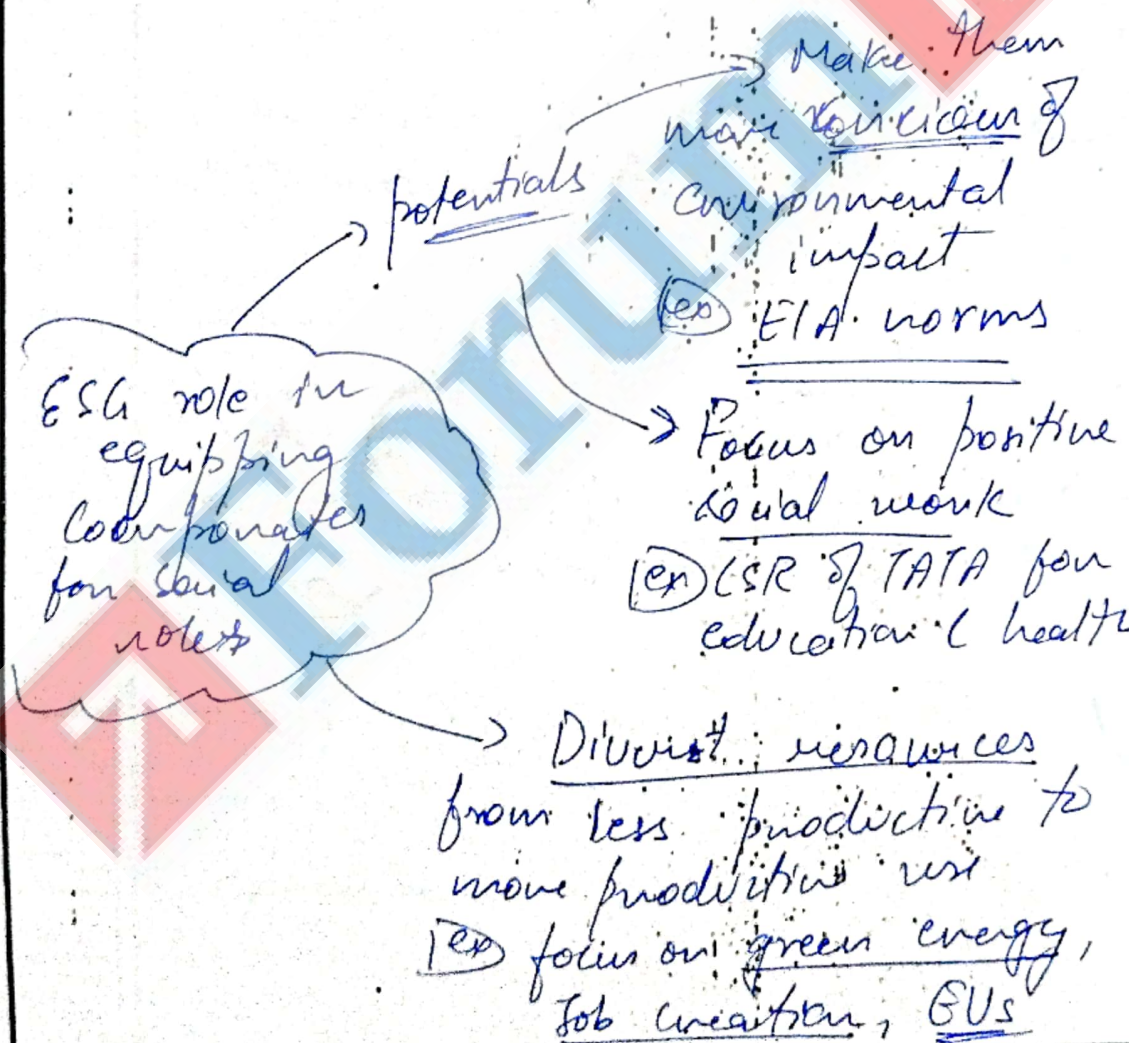 potentials
Make them
more conscious of
environmental
impact
ex EIA norms
ESG role in
equipping
Coorporates
for social
roles
Focus on positive
social work
ex CSR of TATA for
education & health
Divert resources
from less productive to
more productive use
ex focus on green energy,
Job creation, EVs
Forum